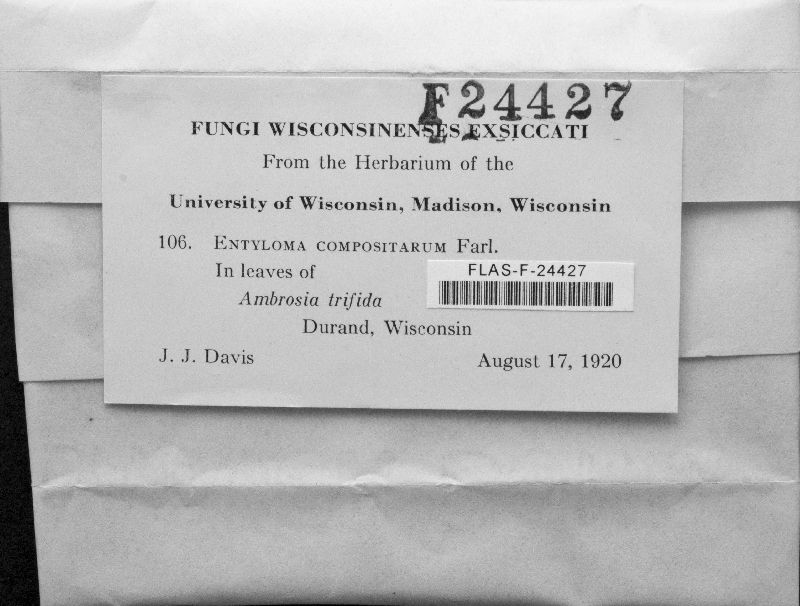 F24427
FUNGI WISCONSINENSES EXSICCATI
From the Herbarium of the
University of Wisconsin, Madison, Wisconsin
106. ENTYLOMA COMPOSITARUM Farl.
In leaves of
FLAS-F-24427
Ambrosia trifida
Durand, Wisconsin
J. J. Davis August 17, 1920